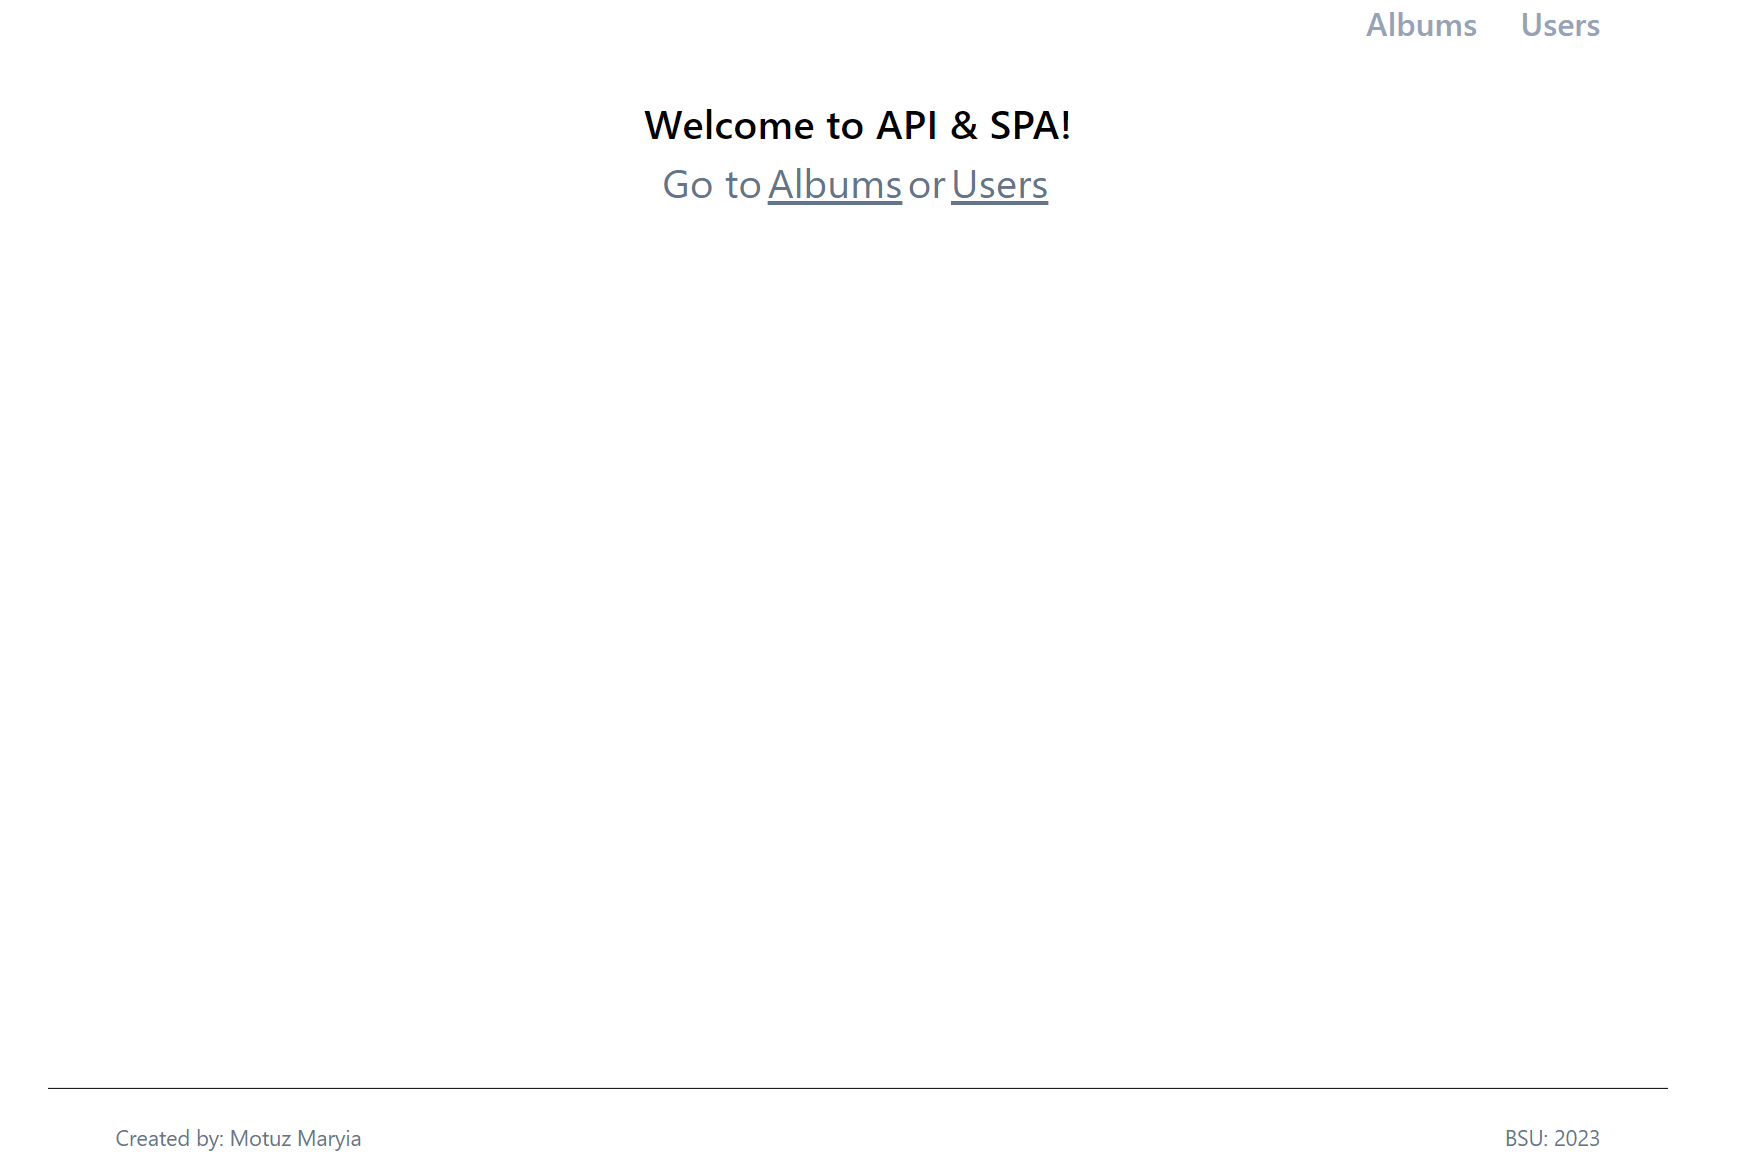 Albums Users
Welcome to API & SPA!
Go to Albums or Users
Created by: Motuz Maryia
BSU: 2023